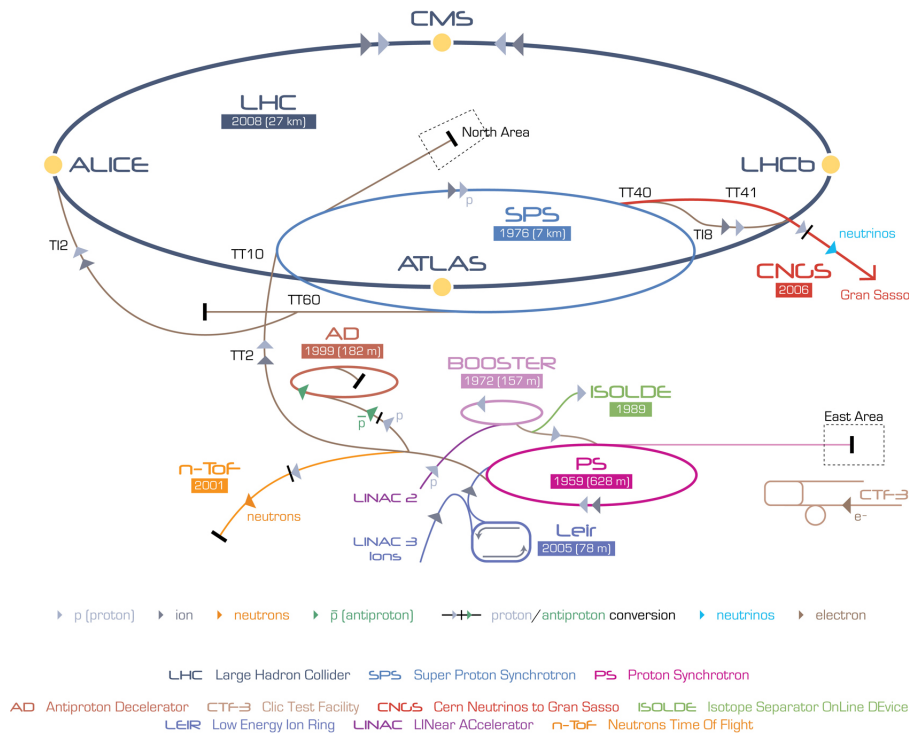 CMS
LHC
2008 (27 km)
North Area
ALICE
LHCb
TT40
TT41
p
SPS
1976 (7 km)
TI8
neutrinos
TI2
TT10
ATLAS
CNGS
2006
Gran Sasso
TT60
AD
1999 (182 m)
TT2
BOOSTER
1972 (157 m)
ISOLDE
1989
p
p̅
East Area
n-ToF
2001
PS
1959 (628 m)
p
LINAC 2
neutrons
CTF-3
e-
LINAC 3
Ions
Leir
2005 (78 m)
p (proton) ion neutrons p̅ (antiproton) proton/antiproton conversion neutrinos electron
LHC Large Hadron Collider SPS Super Proton Synchrotron PS Proton Synchrotron
AD Antiproton Decelerator CTF-3 Clic Test Facility CNGS Cern Neutrinos to Gran Sasso ISOLDE Isotope Separator OnLine DEvice
LEIR Low Energy Ion Ring LINAC LINear ACcelerator n-ToF Neutrons Time Of Flight